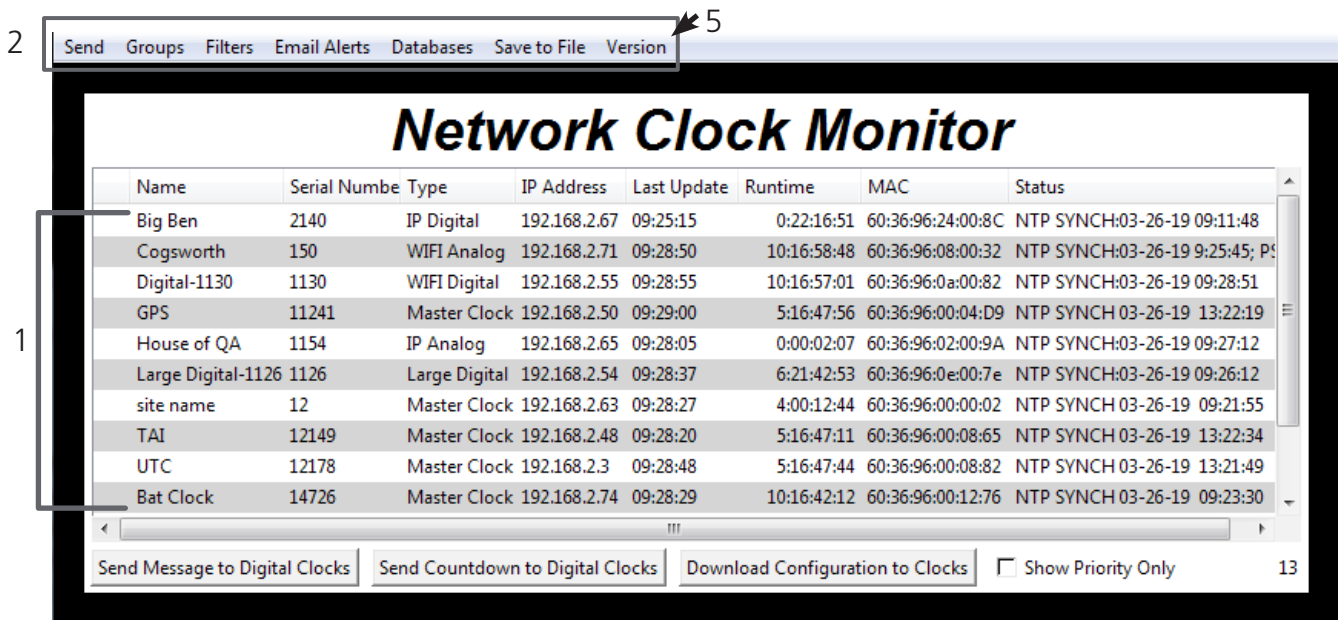 5
2 Send Groups Filters Email Alerts Databases Save to File Version
Network Clock Monitor
Name Serial Numbe Type IP Address Last Update Runtime MAC Status
Big Ben 2140 IP Digital 192.168.2.67 09:25:15 0:22:16:51 60:36:96:24:00:8C NTP SYNCH:03-26-19 09:11:48
Cogsworth 150 WIFI Analog 192.168.2.71 09:28:50 10:16:58:48 60:36:96:08:00:32 NTP SYNCH:03-26-19 9:25:45; PS
Digital-1130 1130 WIFI Digital 192.168.2.55 09:28:55 10:16:57:01 60:36:96:0a:00:82 NTP SYNCH:03-26-19 09:28:51
GPS 11241 Master Clock 192.168.2.50 09:29:00 5:16:47:56 60:36:96:00:04:D9 NTP SYNCH 03-26-19 13:22:19
1 House of QA 1154 IP Analog 192.168.2.65 09:28:05 0:00:02:07 60:36:96:02:00:9A NTP SYNCH:03-26-19 09:27:12
Large Digital-1126 1126 Large Digital 192.168.2.54 09:28:37 6:21:42:53 60:36:96:0e:00:7e NTP SYNCH:03-26-19 09:26:12
site name 12 Master Clock 192.168.2.63 09:28:27 4:00:12:44 60:36:96:00:00:02 NTP SYNCH 03-26-19 09:21:55
TAI 12149 Master Clock 192.168.2.48 09:28:20 5:16:47:11 60:36:96:00:08:65 NTP SYNCH 03-26-19 13:22:34
UTC 12178 Master Clock 192.168.2.3 09:28:48 5:16:47:44 60:36:96:00:08:82 NTP SYNCH 03-26-19 13:21:49
Bat Clock 14726 Master Clock 192.168.2.74 09:28:29 10:16:42:12 60:36:96:00:12:76 NTP SYNCH 03-26-19 09:23:30
Send Message to Digital Clocks Send Countdown to Digital Clocks Download Configuration to Clocks Show Priority Only 13